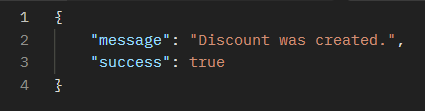 1 {
2 "message": "Discount was created.",
3 "success": true
4 }